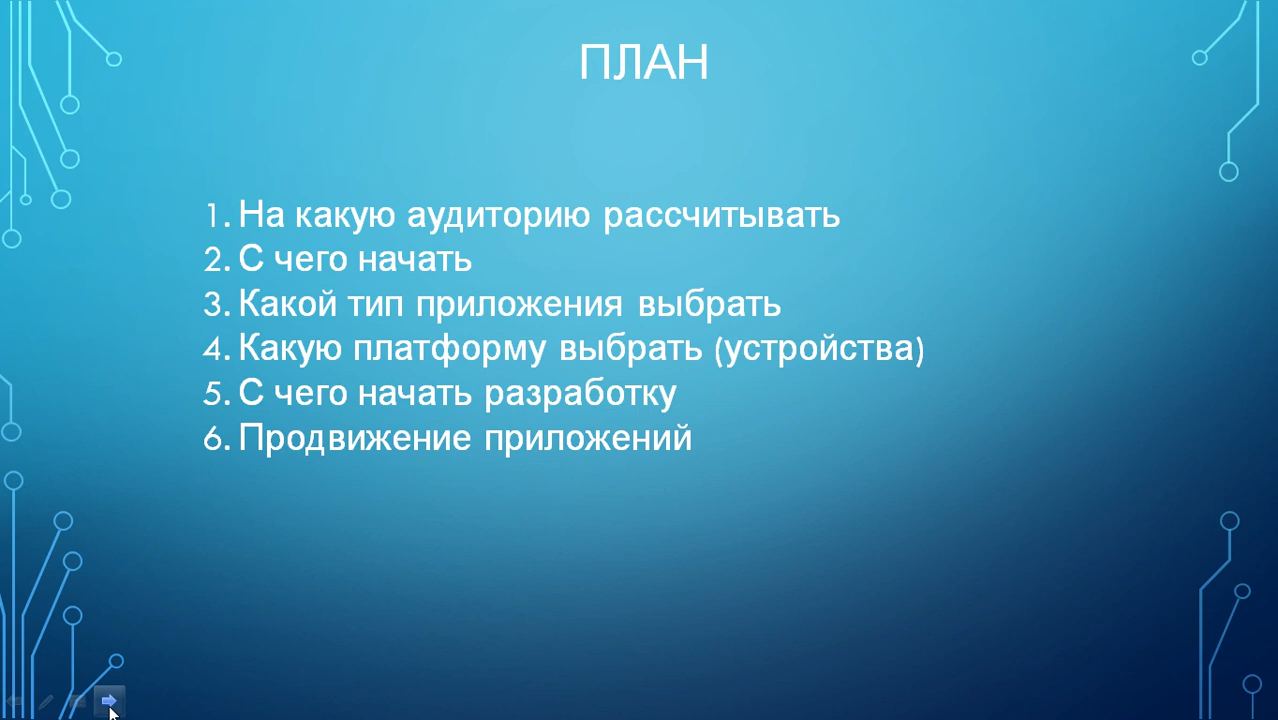 ПЛАН
1. На какую аудиторию рассчитывать
2. С чего начать
3. Какой тип приложения выбрать
4. Какую платформу выбрать (устройства)
5. С чего начать разработку
6. Продвижение приложений